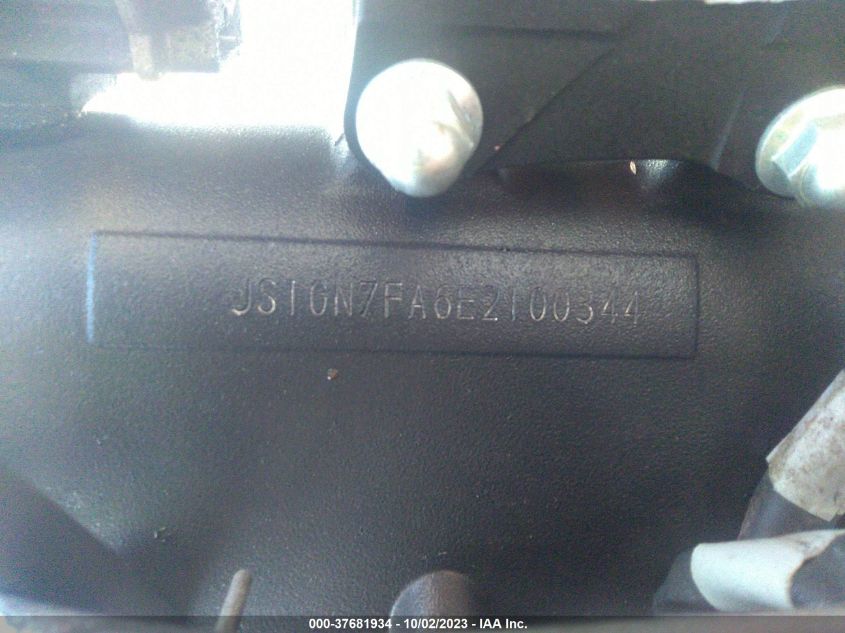 JS1GN7FA6E2100344
000-37681934 - 10/02/2023 - IAA Inc.